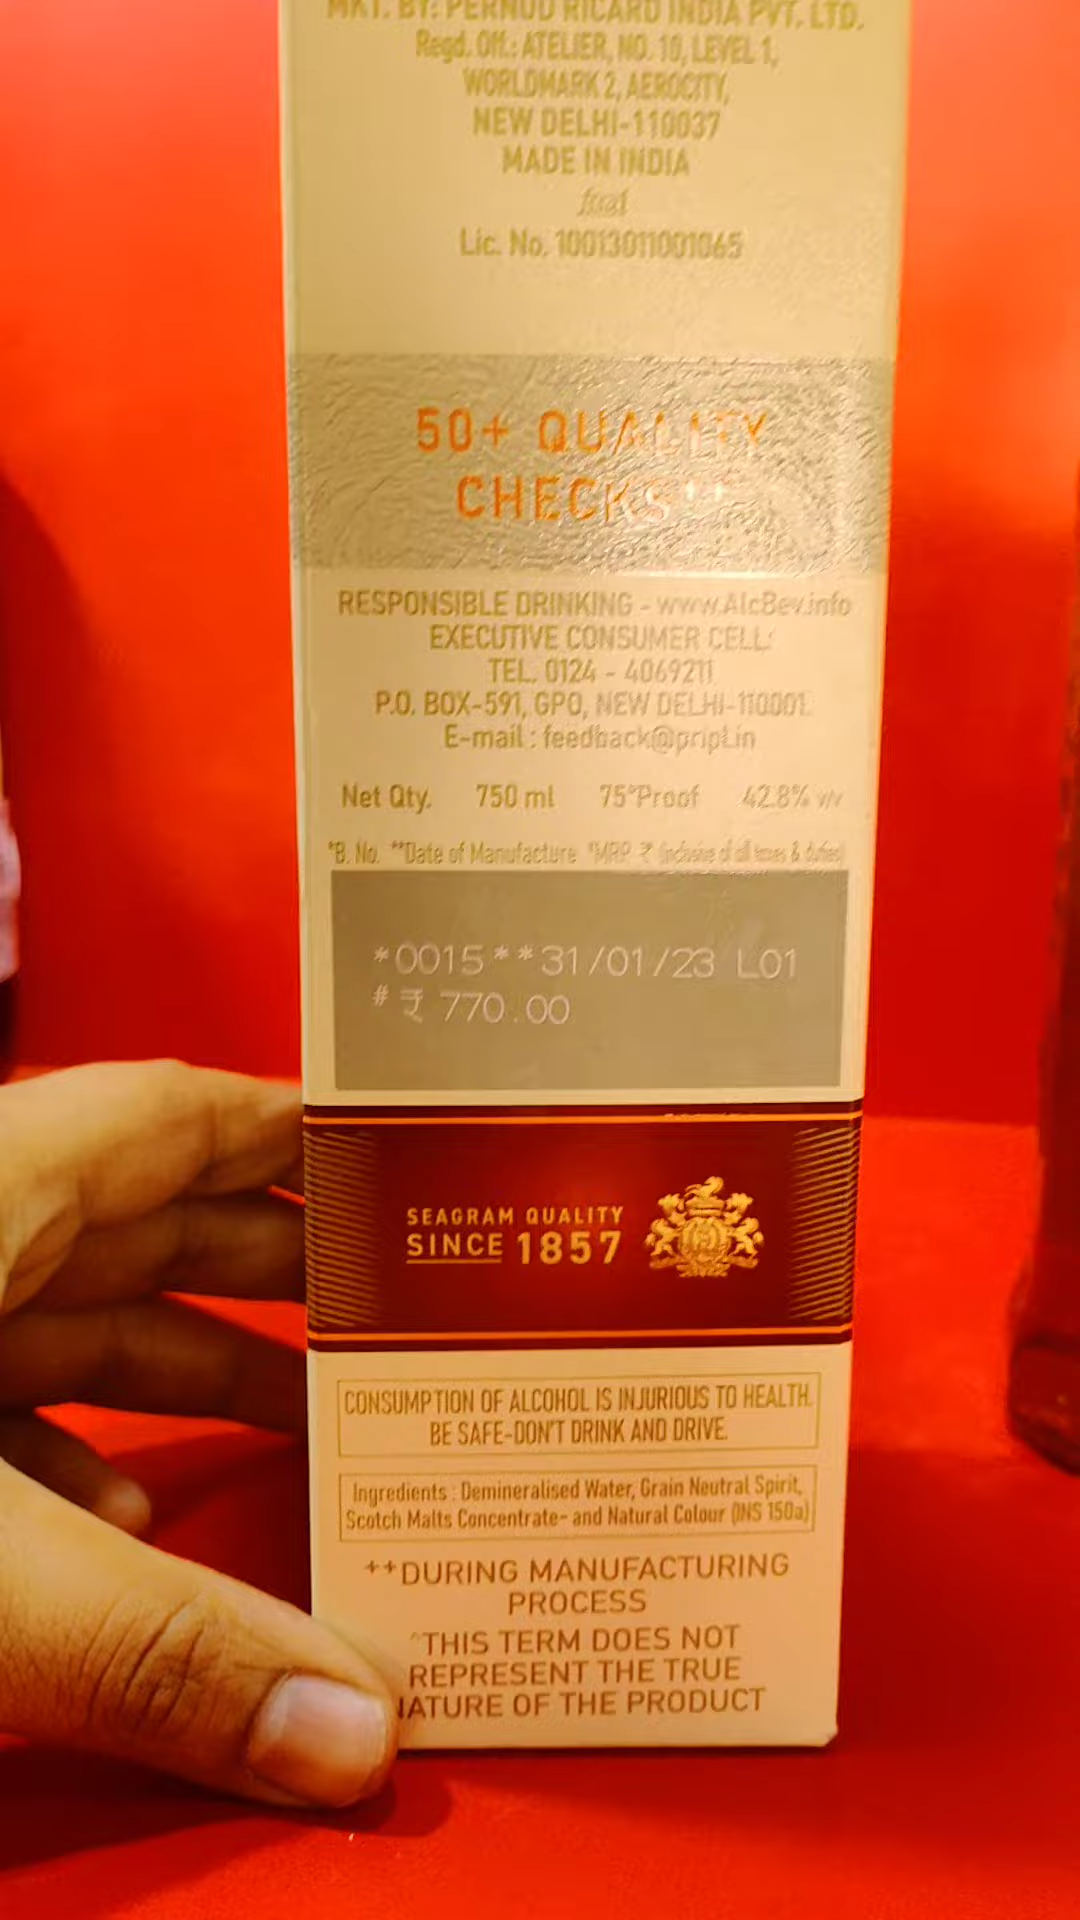 MKT. BY: PERNOD RICARD INDIA PVT. LTD.
Regd. Off.: ATELIER, NO. 10, LEVEL 1,
WORLDMARK 2, AEROCITY,
NEW DELHI-110037
MADE IN INDIA
fssai
Lic. No. 10013011001065
50+ QUALITY
CHECKS++
RESPONSIBLE DRINKING - www.AlcBev.info
EXECUTIVE CONSUMER CELL:
TEL. 0124 - 4069211
P.O. BOX-591, GPO, NEW DELHI-110001.
E-mail : feedback@pripl.in
Net Qty. 750 ml 75°Proof 42.8% v/v
*B. No. **Date of Manufacture #MRP ₹ (inclusive of all taxes & duties)
*0015**31/01/23 L01
#₹ 770.00
SEAGRAM QUALITY
SINCE 1857
CONSUMPTION OF ALCOHOL IS INJURIOUS TO HEALTH.
BE SAFE-DON'T DRINK AND DRIVE.
Ingredients : Demineralised Water, Grain Neutral Spirit,
Scotch Malts Concentrate~ and Natural Colour (INS 150a)
++DURING MANUFACTURING
PROCESS
~THIS TERM DOES NOT
REPRESENT THE TRUE
NATURE OF THE PRODUCT